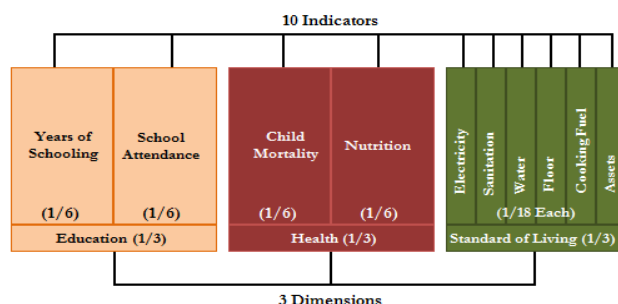 10 Indicators
Years of
Schooling
(1/6)
School
Attendance
(1/6)
Education (1/3)
Child
Mortality
(1/6)
Nutrition
(1/6)
Health (1/3)
Electricity
Sanitation
Water
Floor
Cooking Fuel
Assets
(1/18 Each)
Standard of Living (1/3)
3 Dimensions